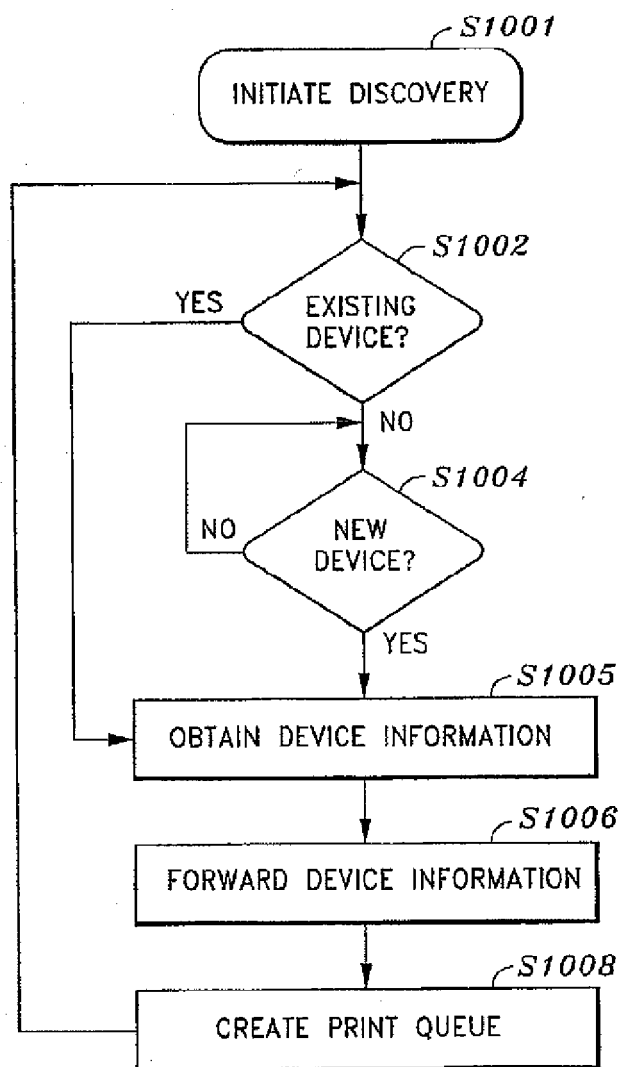 S1001
INITIATE DISCOVERY
S1002
YES
EXISTING
DEVICE?
NO
S1004
NO
NEW
DEVICE?
YES
S1005
OBTAIN DEVICE INFORMATION
S1006
FORWARD DEVICE INFORMATION
S1008
CREATE PRINT QUEUE